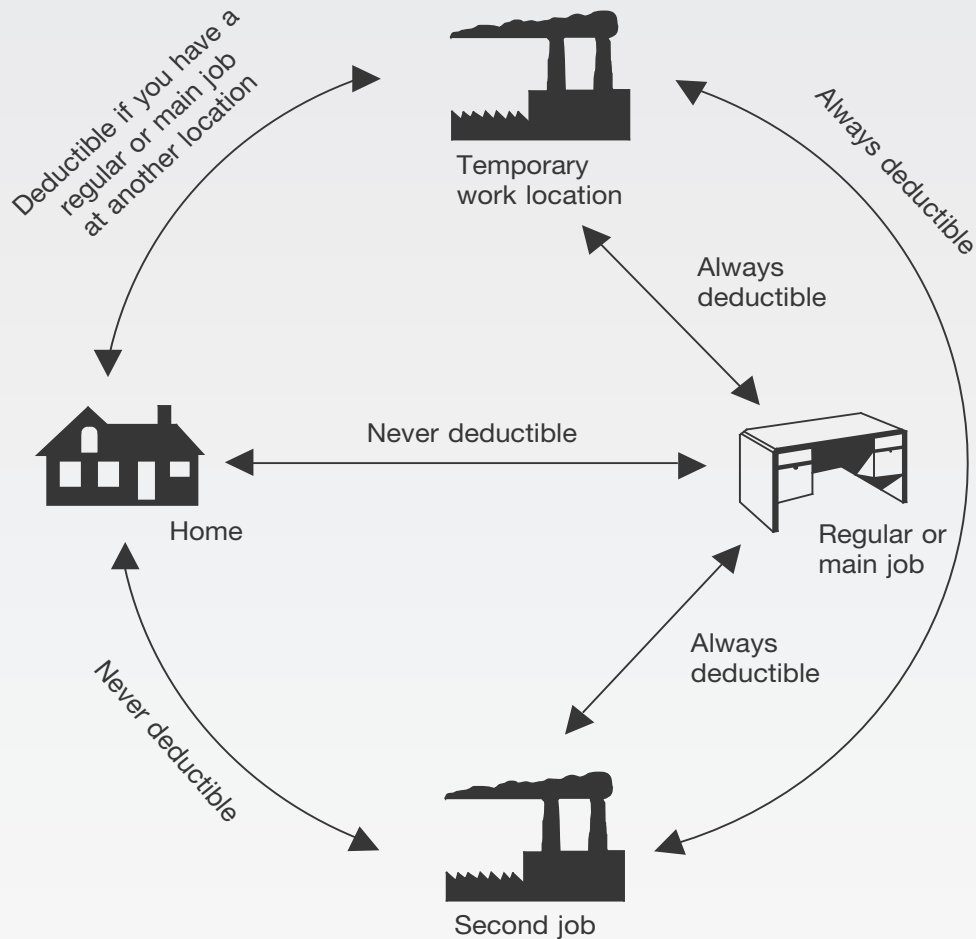 Deductible if you have a
regular or main job
at another location
Temporary
work location
Always deductible
Always
deductible
Never deductible
Home
Regular or
main job
Always
deductible
Never deductible
Second job